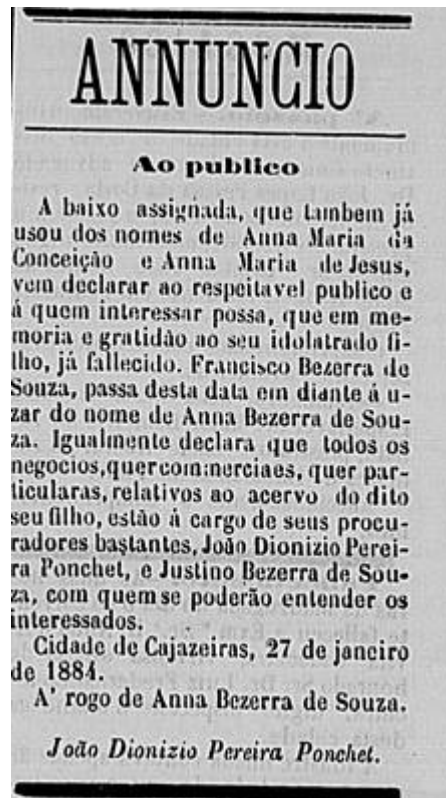 ANNUNCIO
Ao publico
A baixo assignada, que tambem já
usou dos nomes de Anna Maria da
Conceição e Anna Maria de Jesus,
vem declarar ao respeitavel publico e
á quem interessar possa, que em me-
moria e gratidão ao seu idolatrado fi-
lho, já fallecido. Francisco Bezerra de
Souza, passa desta data em diante á u-
zar do nome de Anna Bezerra de Sou-
za. Igualmente declara que todos os
negocios, quer commerciaes, quer par-
ticularas, relativos ao acervo do dito
seu filho, estão á cargo de seus procu-
radores bastantes, João Dionizio Perei-
ra Ponchet, e Justino Bezerra de Sou-
za, com quem se poderão entender os
interessados.
Cidade de Cajazeiras, 27 de janeiro
de 1884.
A' rogo de Anna Bezerra de Souza.
João Dionizio Pereira Ponchet.